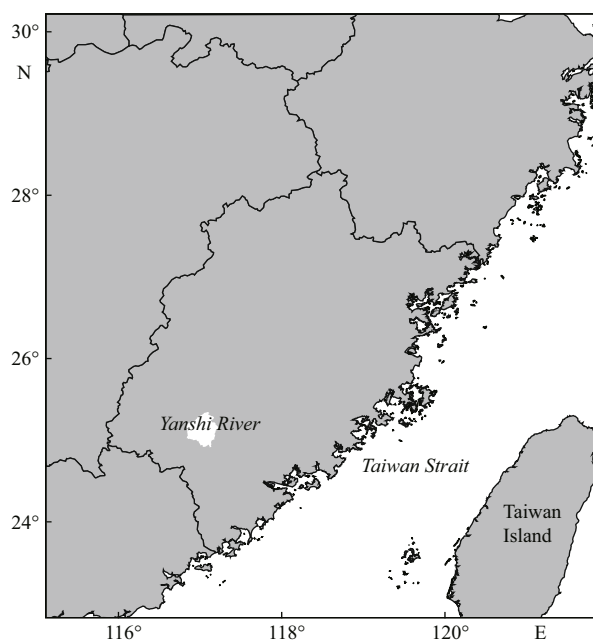 30°
N
28°
26°
Yanshi River
Taiwan Strait
Taiwan
Island
24°
116°
118°
120°
E